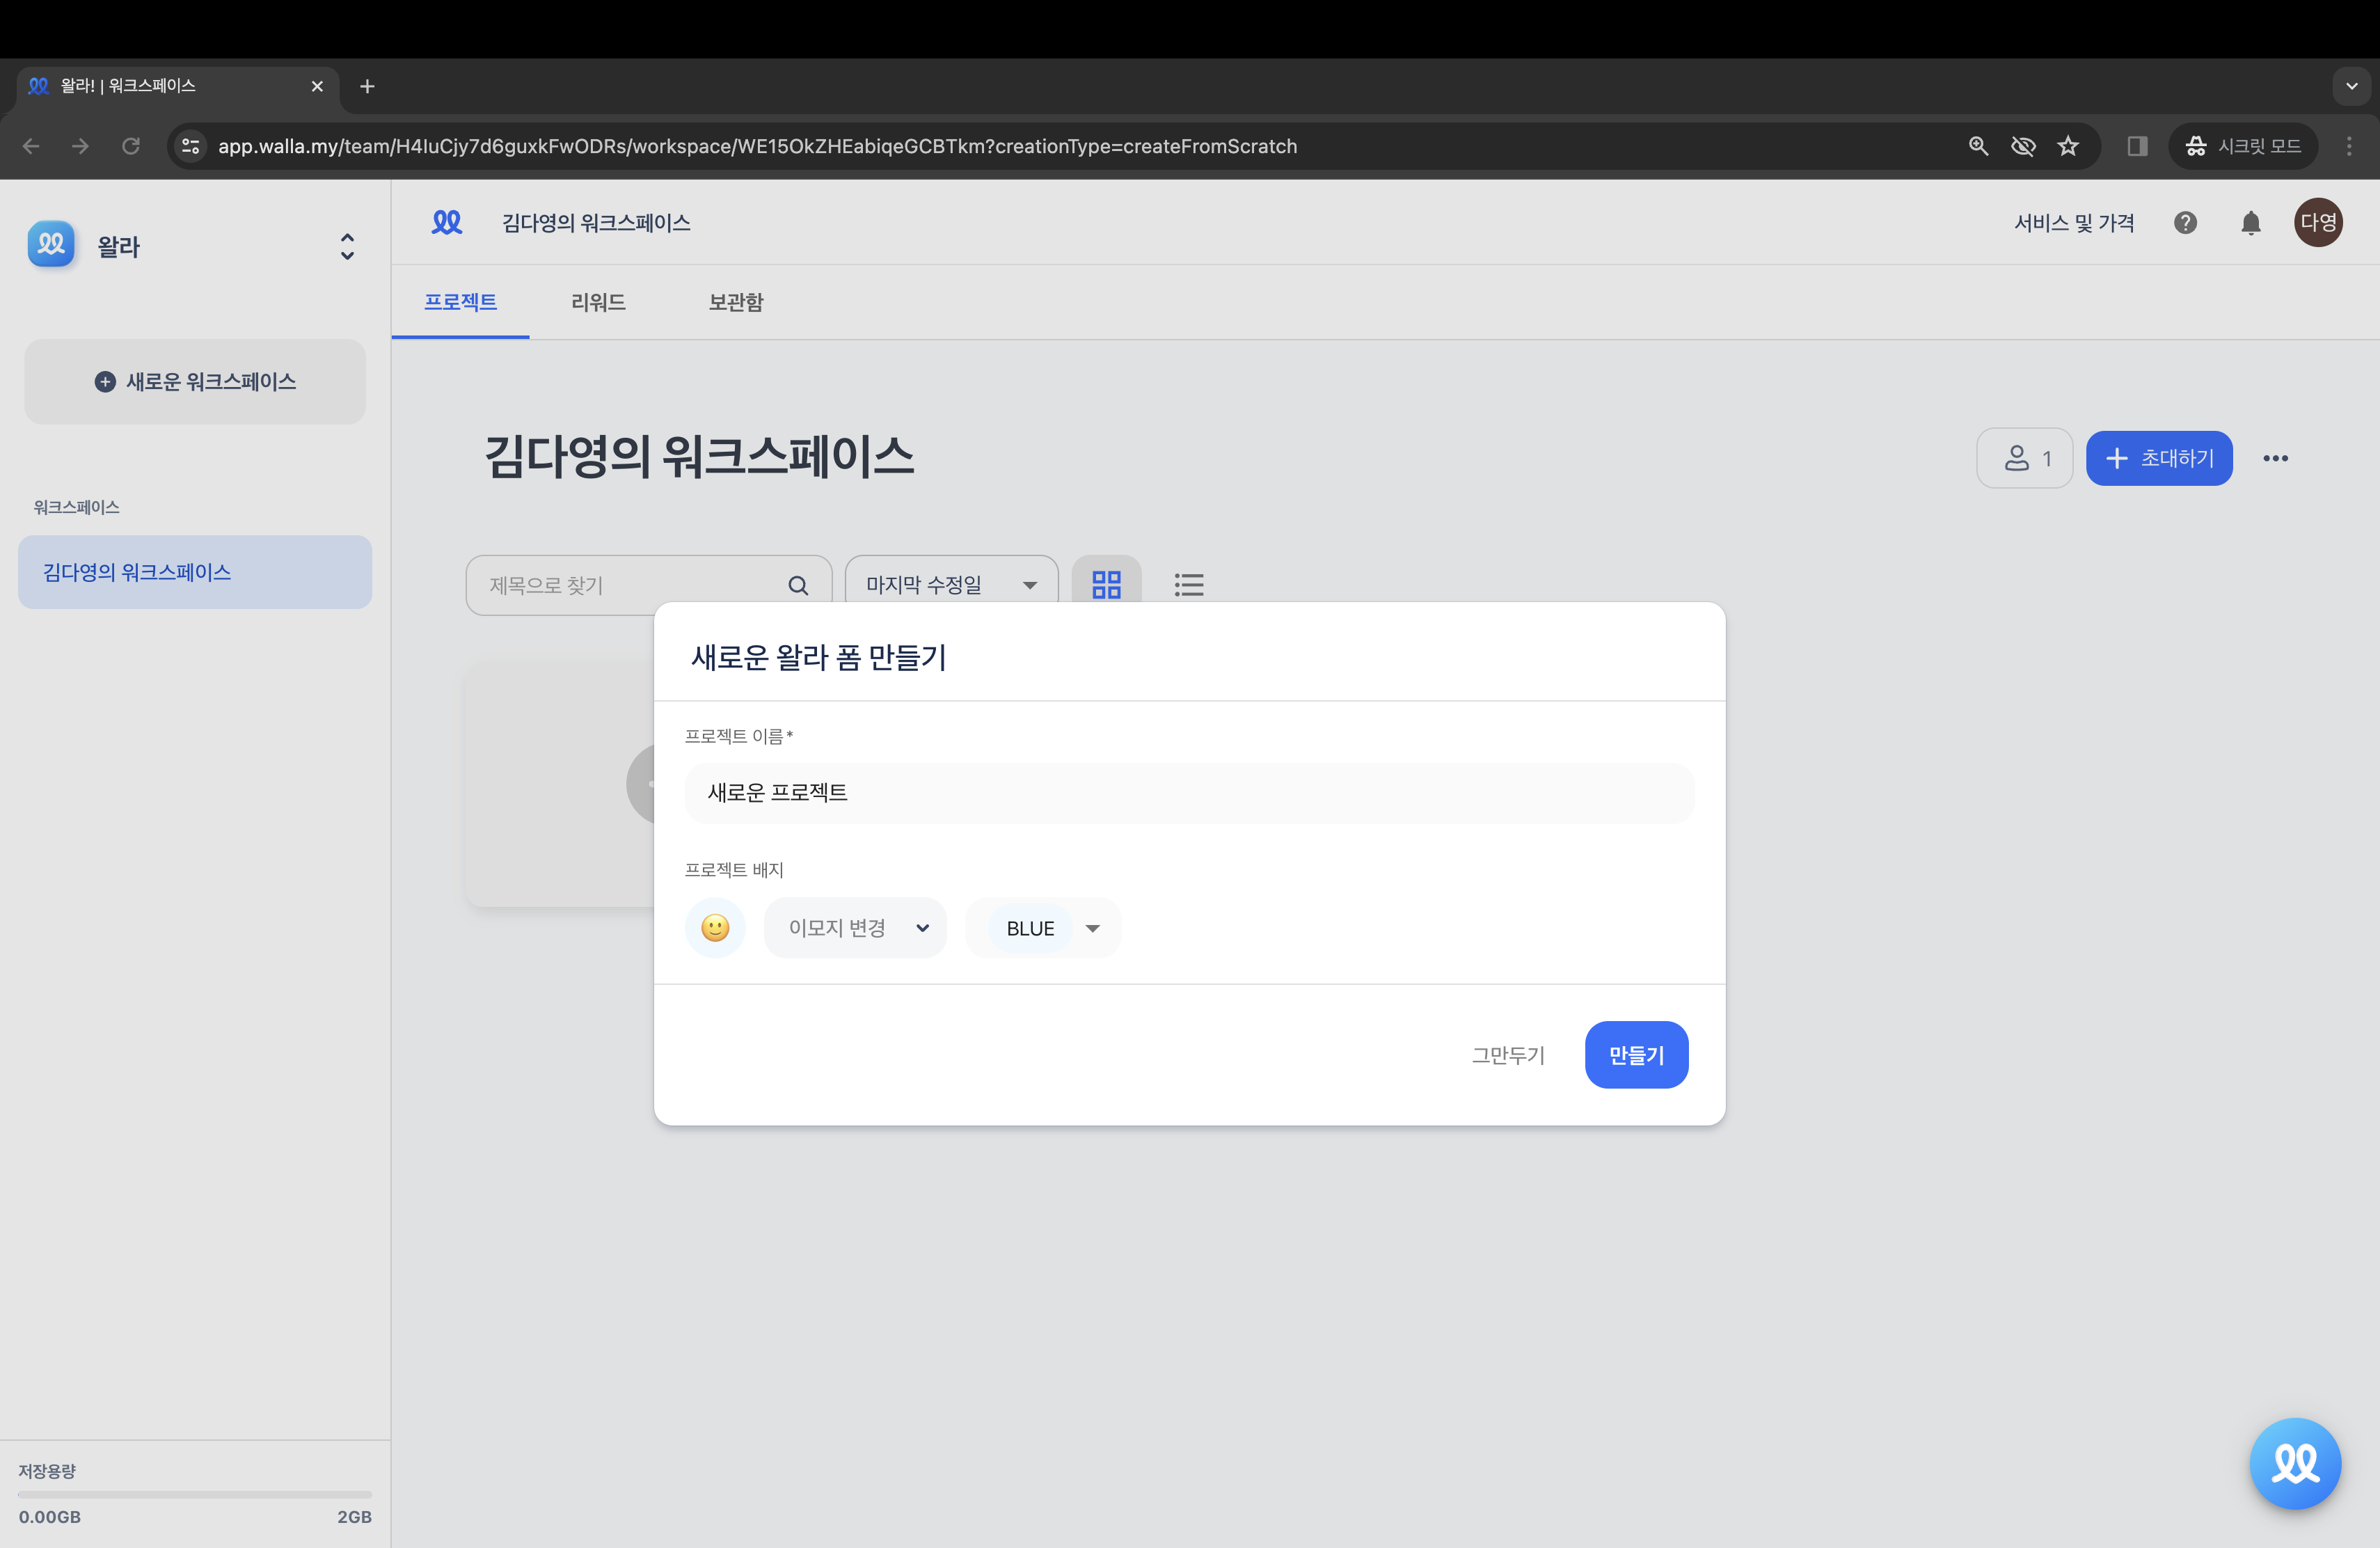 왈라! | 워크스페이스
app.walla.my/team/H4luCjy7d6guxkFwODRs/workspace/WE15OkZHEabiqeGCBTkm?creationType=createFromScratch
시크릿 모드
왈라
김다영의 워크스페이스
서비스 및 가격
다영
프로젝트
리워드
보관함
새로운 워크스페이스
김다영의 워크스페이스
1
초대하기
워크스페이스
김다영의 워크스페이스
제목으로 찾기
마지막 수정일
새로운 왈라 폼 만들기
프로젝트 이름*
새로운 프로젝트
프로젝트 배지
이모지 변경
BLUE
그만두기
만들기
저장용량
0.00GB
2GB